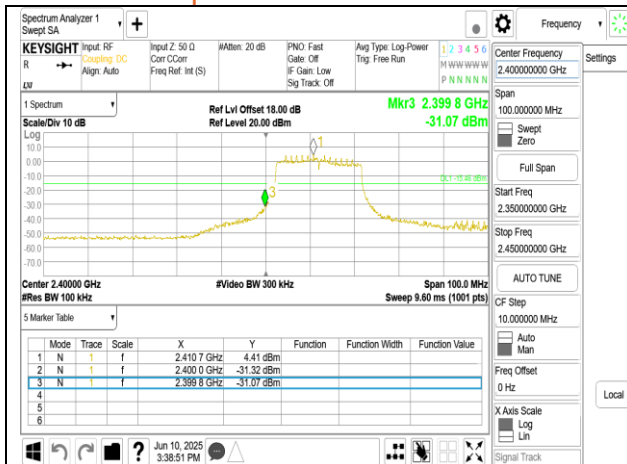 Spectrum Analyzer 1
Swept SA
Frequency
KEYSIGHT
Input: RF
Coupling: DC
Align: Auto
Input Z: 50 Ω
Corr CCorr
Freq Ref: Int (S)
#Atten: 20 dB
PNO: Fast
Gate: Off
IF Gain: Low
Sig Track: Off
Avg Type: Log-Power
Trig: Free Run
1 2 3 4 5 6
M W W W W W
P N N N N N
R
LXI
Center Frequency
2.400000000 GHz
Settings
Span
100.000000 MHz
Swept
Zero
Full Span
Start Freq
2.350000000 GHz
Stop Freq
2.450000000 GHz
AUTO TUNE
CF Step
10.000000 MHz
Auto
Man
Freq Offset
0 Hz
Local
X Axis Scale
Log
Lin
Signal Track
1 Spectrum
Scale/Div 10 dB
Ref Lvl Offset 18.00 dB
Ref Level 20.00 dBm
Mkr3 2.399 8 GHz
-31.07 dBm
Log
10.0
0.00
-10.0
-20.0
-30.0
-40.0
-50.0
-60.0
-70.0
1
3
Center 2.40000 GHz
#Res BW 100 kHz
#Video BW 300 kHz
Span 100.0 MHz
Sweep 9.60 ms (1001 pts)
5 Marker Table
Mode Trace Scale X Y Function Function Width Function Value
1 N 1 f 2.410 7 GHz 4.41 dBm
2 N 1 f 2.400 0 GHz -31.32 dBm
3 N 1 f 2.399 8 GHz -31.07 dBm
4
5
6
Jun 10, 2025
3:38:51 PM